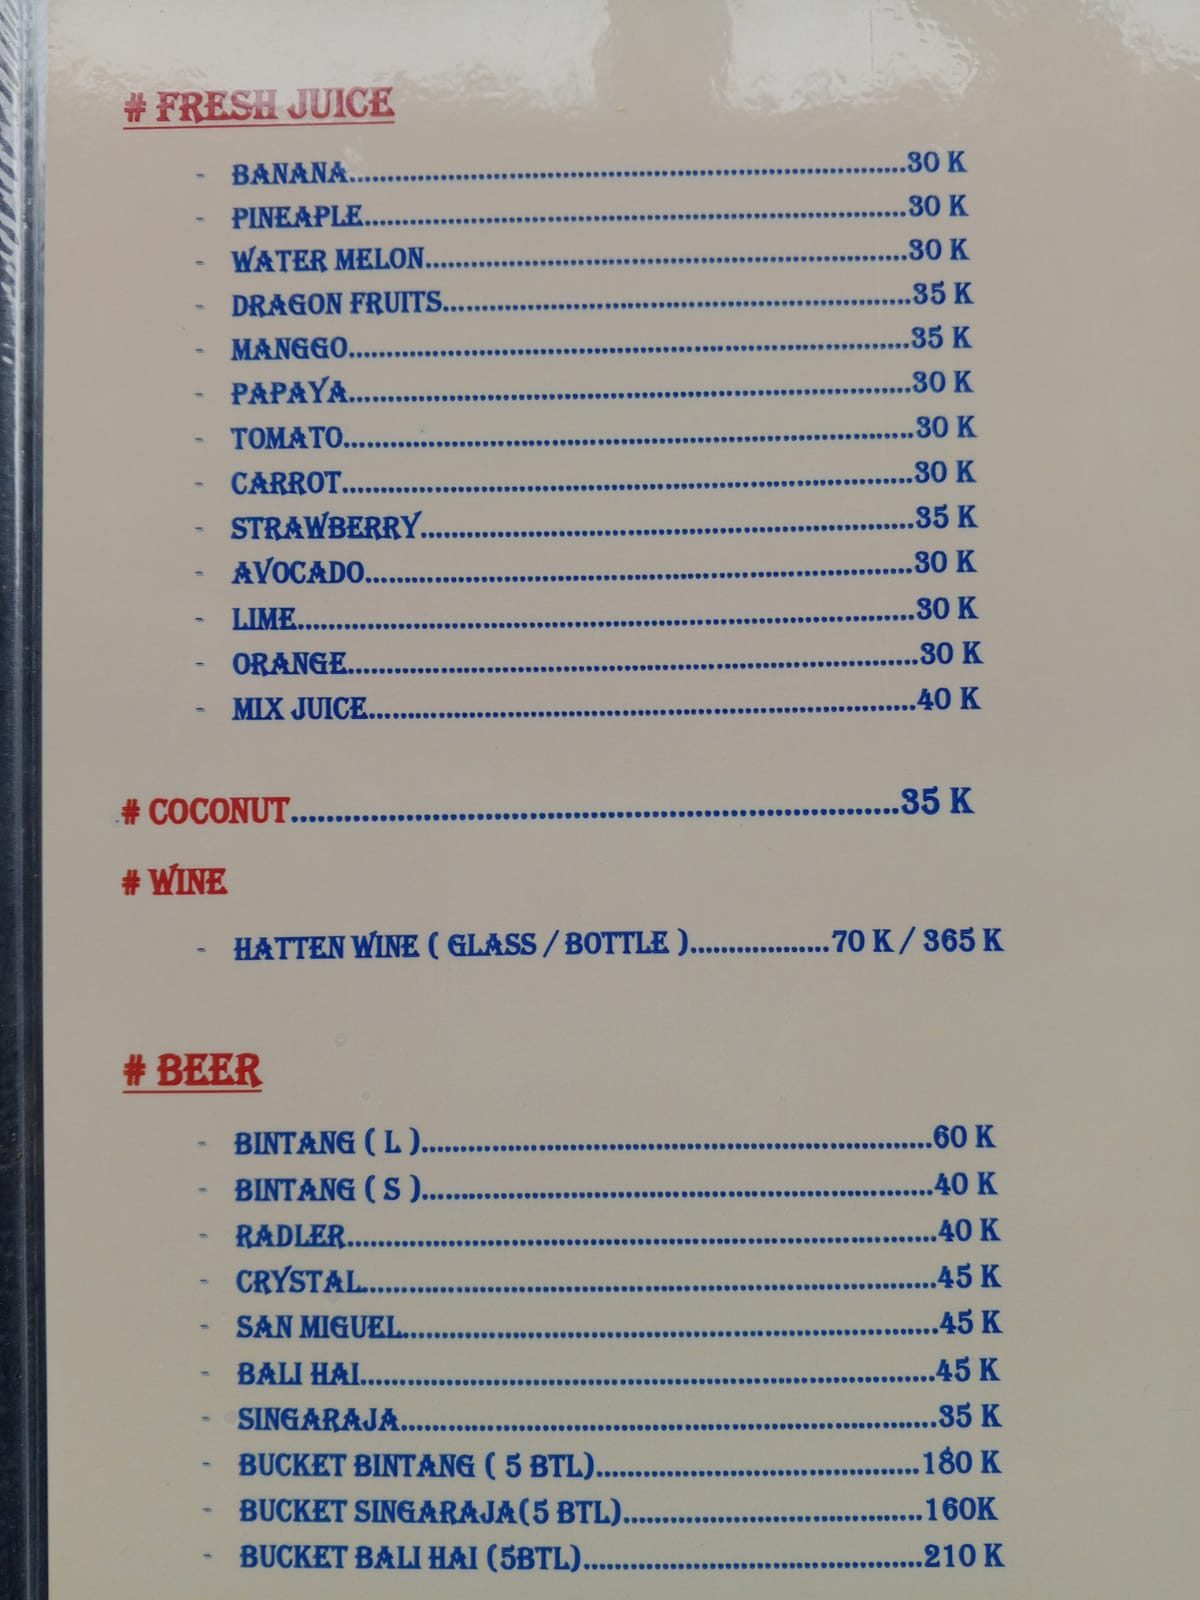 # FRESH JUICE
- BANANA..........30 K
- PINEAPLE..........30 K
- WATER MELON..........30 K
- DRAGON FRUITS..........35 K
- MANGGO..........35 K
- PAPAYA..........30 K
- TOMATO..........30 K
- CARROT..........30 K
- STRAWBERRY..........35 K
- AVOCADO..........30 K
- LIME..........30 K
- ORANGE..........30 K
- MIX JUICE..........40 K
# COCONUT..........35 K
# WINE
- HATTEN WINE ( GLASS / BOTTLE )..........70 K / 365 K
# BEER
- BINTANG ( L )..........60 K
- BINTANG ( S )..........40 K
- RADLER..........40 K
- CRYSTAL..........45 K
- SAN MIGUEL..........45 K
- BALI HAI..........45 K
- SINGARAJA..........35 K
- BUCKET BINTANG ( 5 BTL)..........180 K
- BUCKET SINGARAJA(5 BTL)..........160K
- BUCKET BALI HAI (5BTL)..........210 K